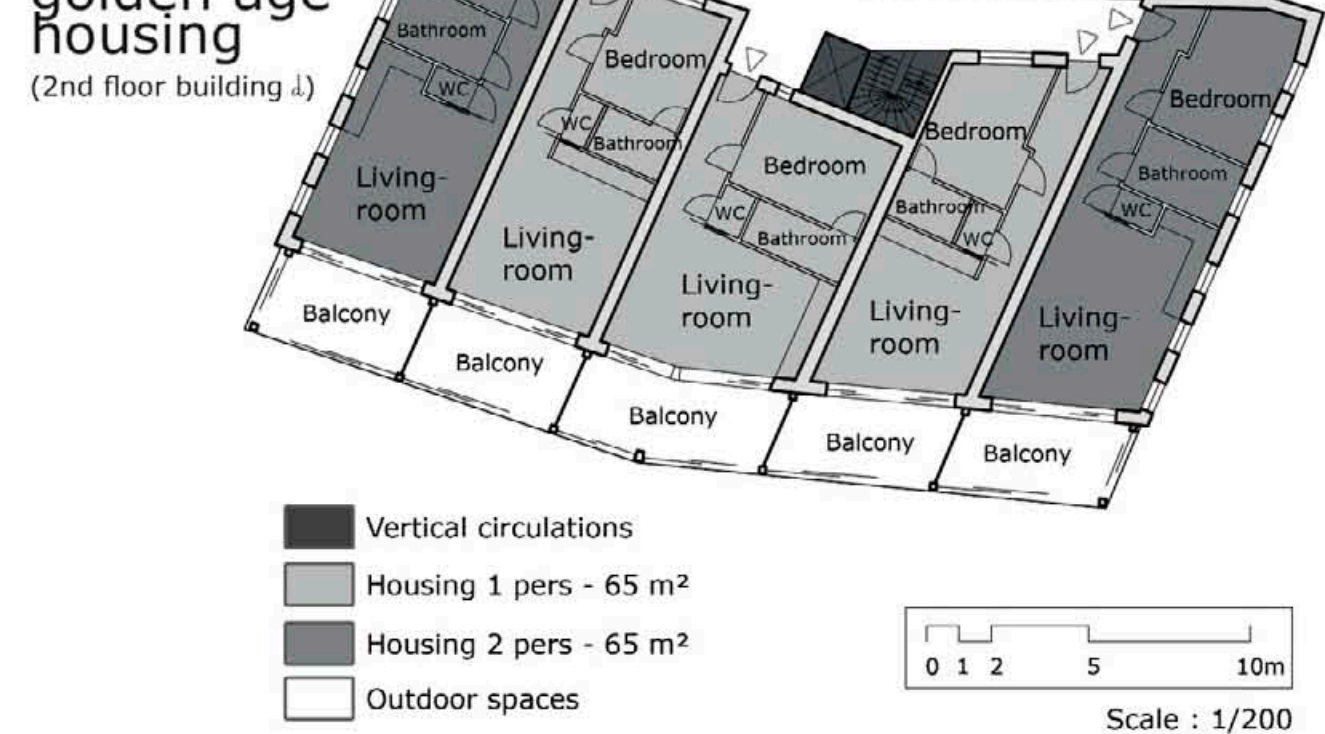 golden age
housing
(2nd floor building d)
Bathroom
WC
Living-
room
Balcony
Bedroom
WC
Bathroom
Living-
room
Balcony
Bedroom
WC
Bathroom
Living-
room
Balcony
Bedroom
Bathroom
WC
Living-
room
Balcony
Bedroom
Bathroom
WC
Living-
room
Balcony
Vertical circulations
Housing 1 pers - 65 m²
Housing 2 pers - 65 m²
Outdoor spaces
0 1 2 5 10m
Scale : 1/200